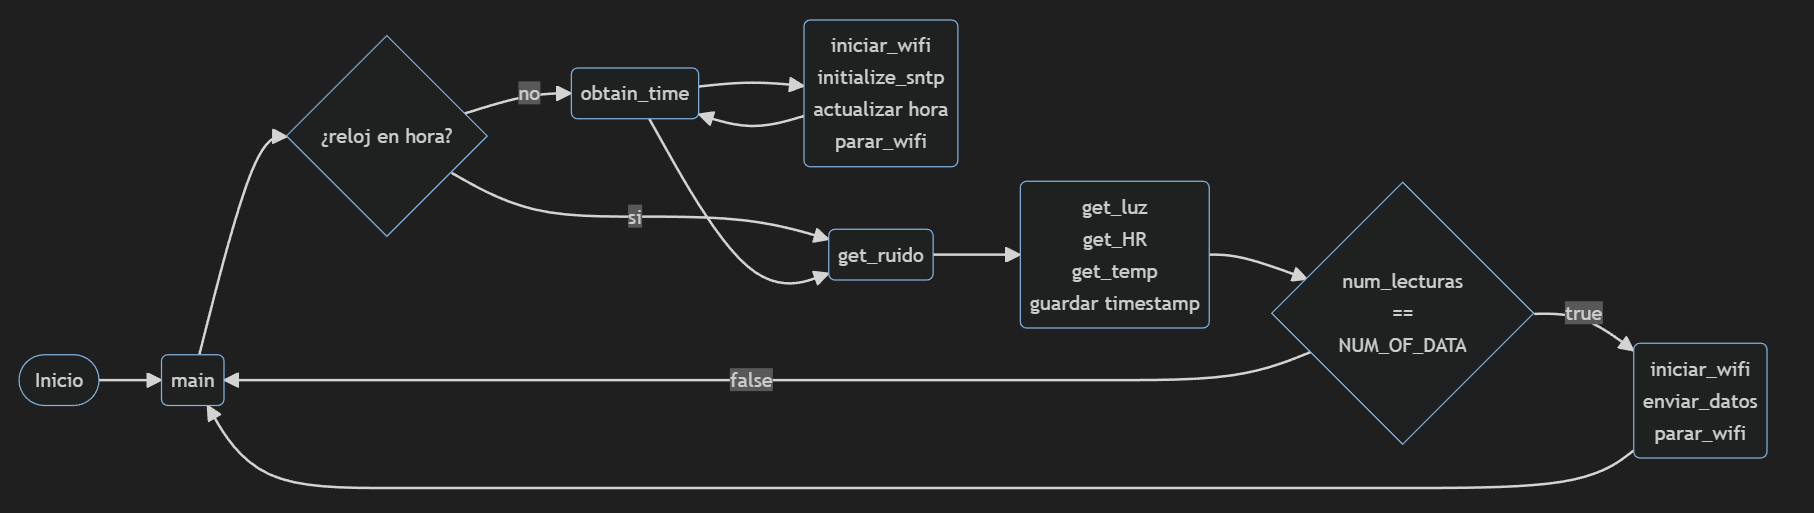 Inicio
main
¿reloj en hora?
no
si
obtain_time
iniciar_wifi
initialize_sntp
actualizar hora
parar_wifi
get_ruido
get_luz
get_HR
get_temp
guardar timestamp
num_lecturas
==
NUM_OF_DATA
true
false
iniciar_wifi
enviar_datos
parar_wifi